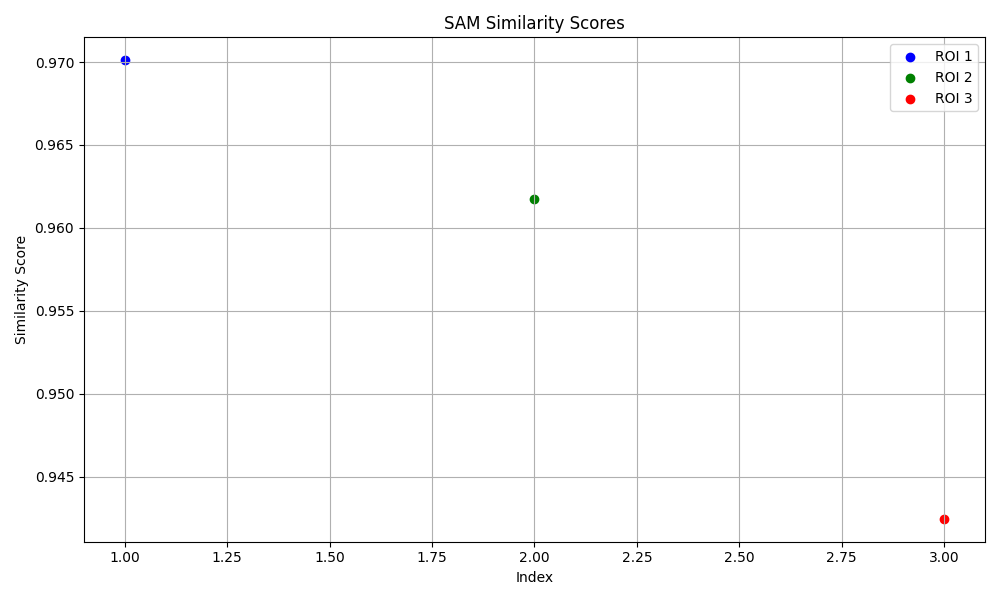 SAM Similarity Scores
ROI 1
ROI 2
ROI 3
0.970
0.965
0.960
0.955
0.950
0.945
Similarity Score
1.00 1.25 1.50 1.75 2.00 2.25 2.50 2.75 3.00
Index